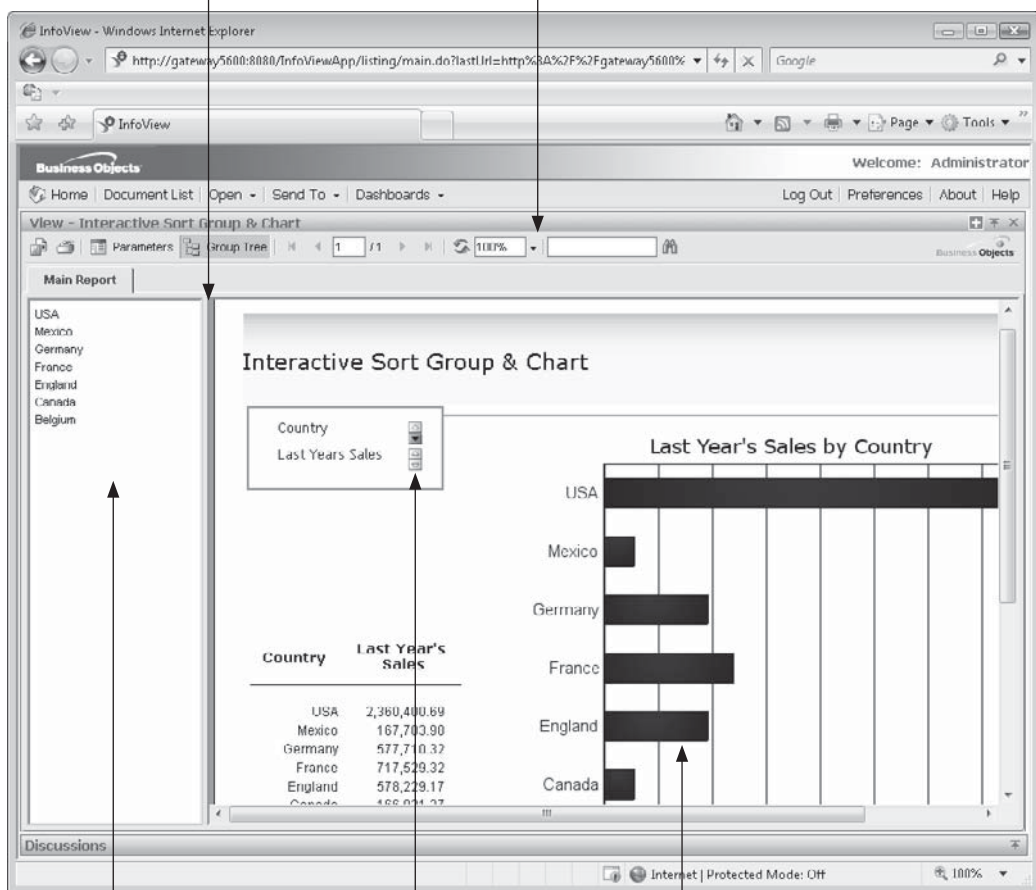 InfoView - Windows Internet Explorer
http://gateway5600:8080/InfoViewApp/listing/main.do?lastUrl=http%3A%2F%2Fgateway5600%
Google
InfoView
Page
Tools
Business Objects
Welcome: Administrator
Home | Document List | Open | Send To | Dashboards
Log Out | Preferences | About | Help
View - Interactive Sort Group & Chart
Parameters Group Tree 1 /1 100%
Business Objects
Main Report
USA
Mexico
Germany
France
England
Canada
Belgium
Interactive Sort Group & Chart
Country
Last Years Sales
Last Year's Sales by Country
USA
Mexico
Germany
France
England
Canada
Country Last Year's Sales
USA 2,360,400.69
Mexico 167,703.90
Germany 577,710.32
France 717,529.32
England 578,229.17
Canada
Discussions
Internet | Protected Mode: Off
100%